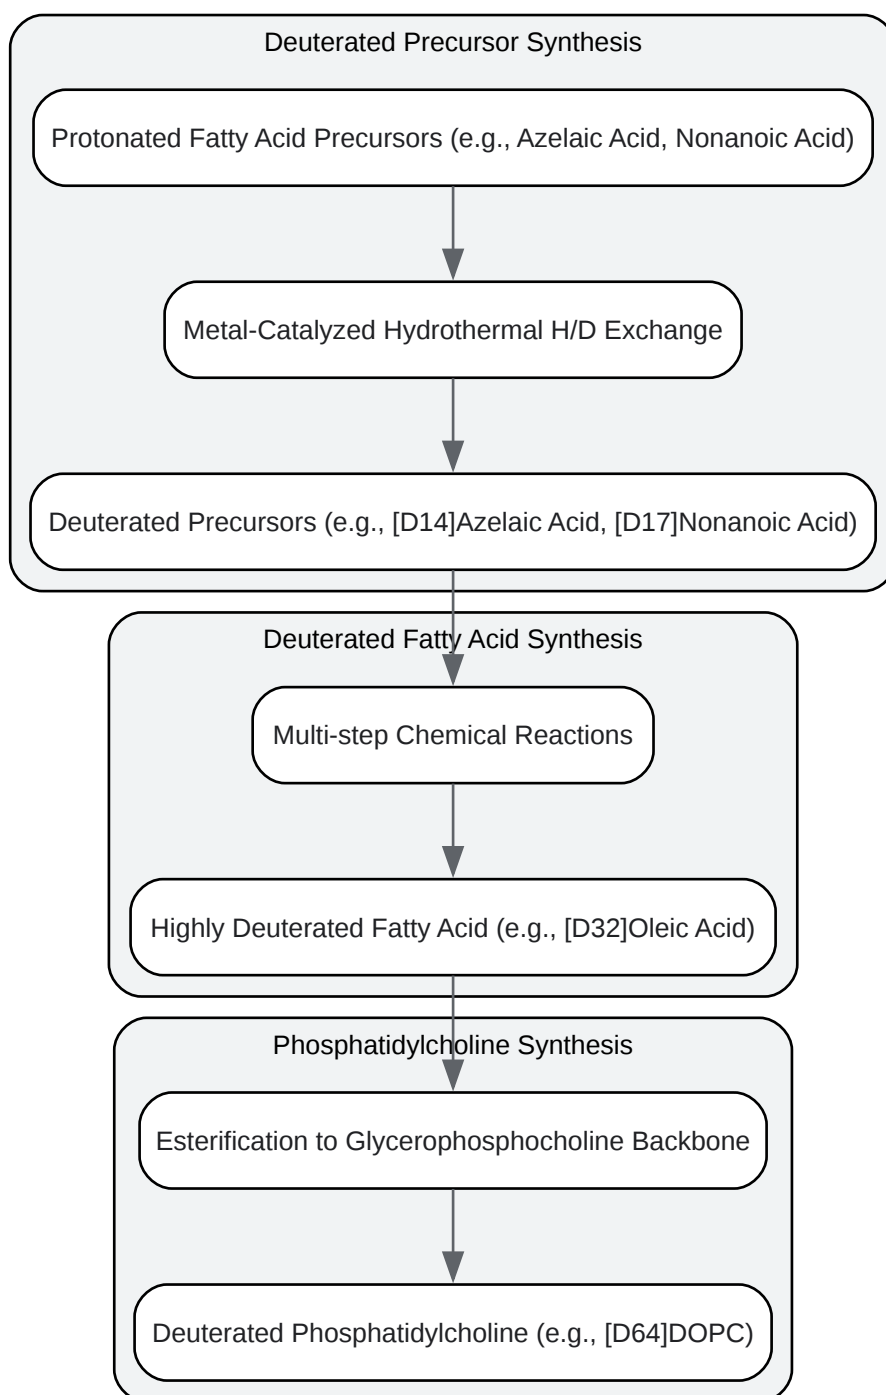 Deuterated Precursor Synthesis
Protonated Fatty Acid Precursors (e.g., Azelaic Acid, Nonanoic Acid)
Metal-Catalyzed Hydrothermal H/D Exchange
Deuterated Precursors (e.g., [D14]Azelaic Acid, [D17]Nonanoic Acid)
Deuterated Fatty Acid Synthesis
Multi-step Chemical Reactions
Highly Deuterated Fatty Acid (e.g., [D32]Oleic Acid)
Phosphatidylcholine Synthesis
Esterification to Glycerophosphocholine Backbone
Deuterated Phosphatidylcholine (e.g., [D64]DOPC)